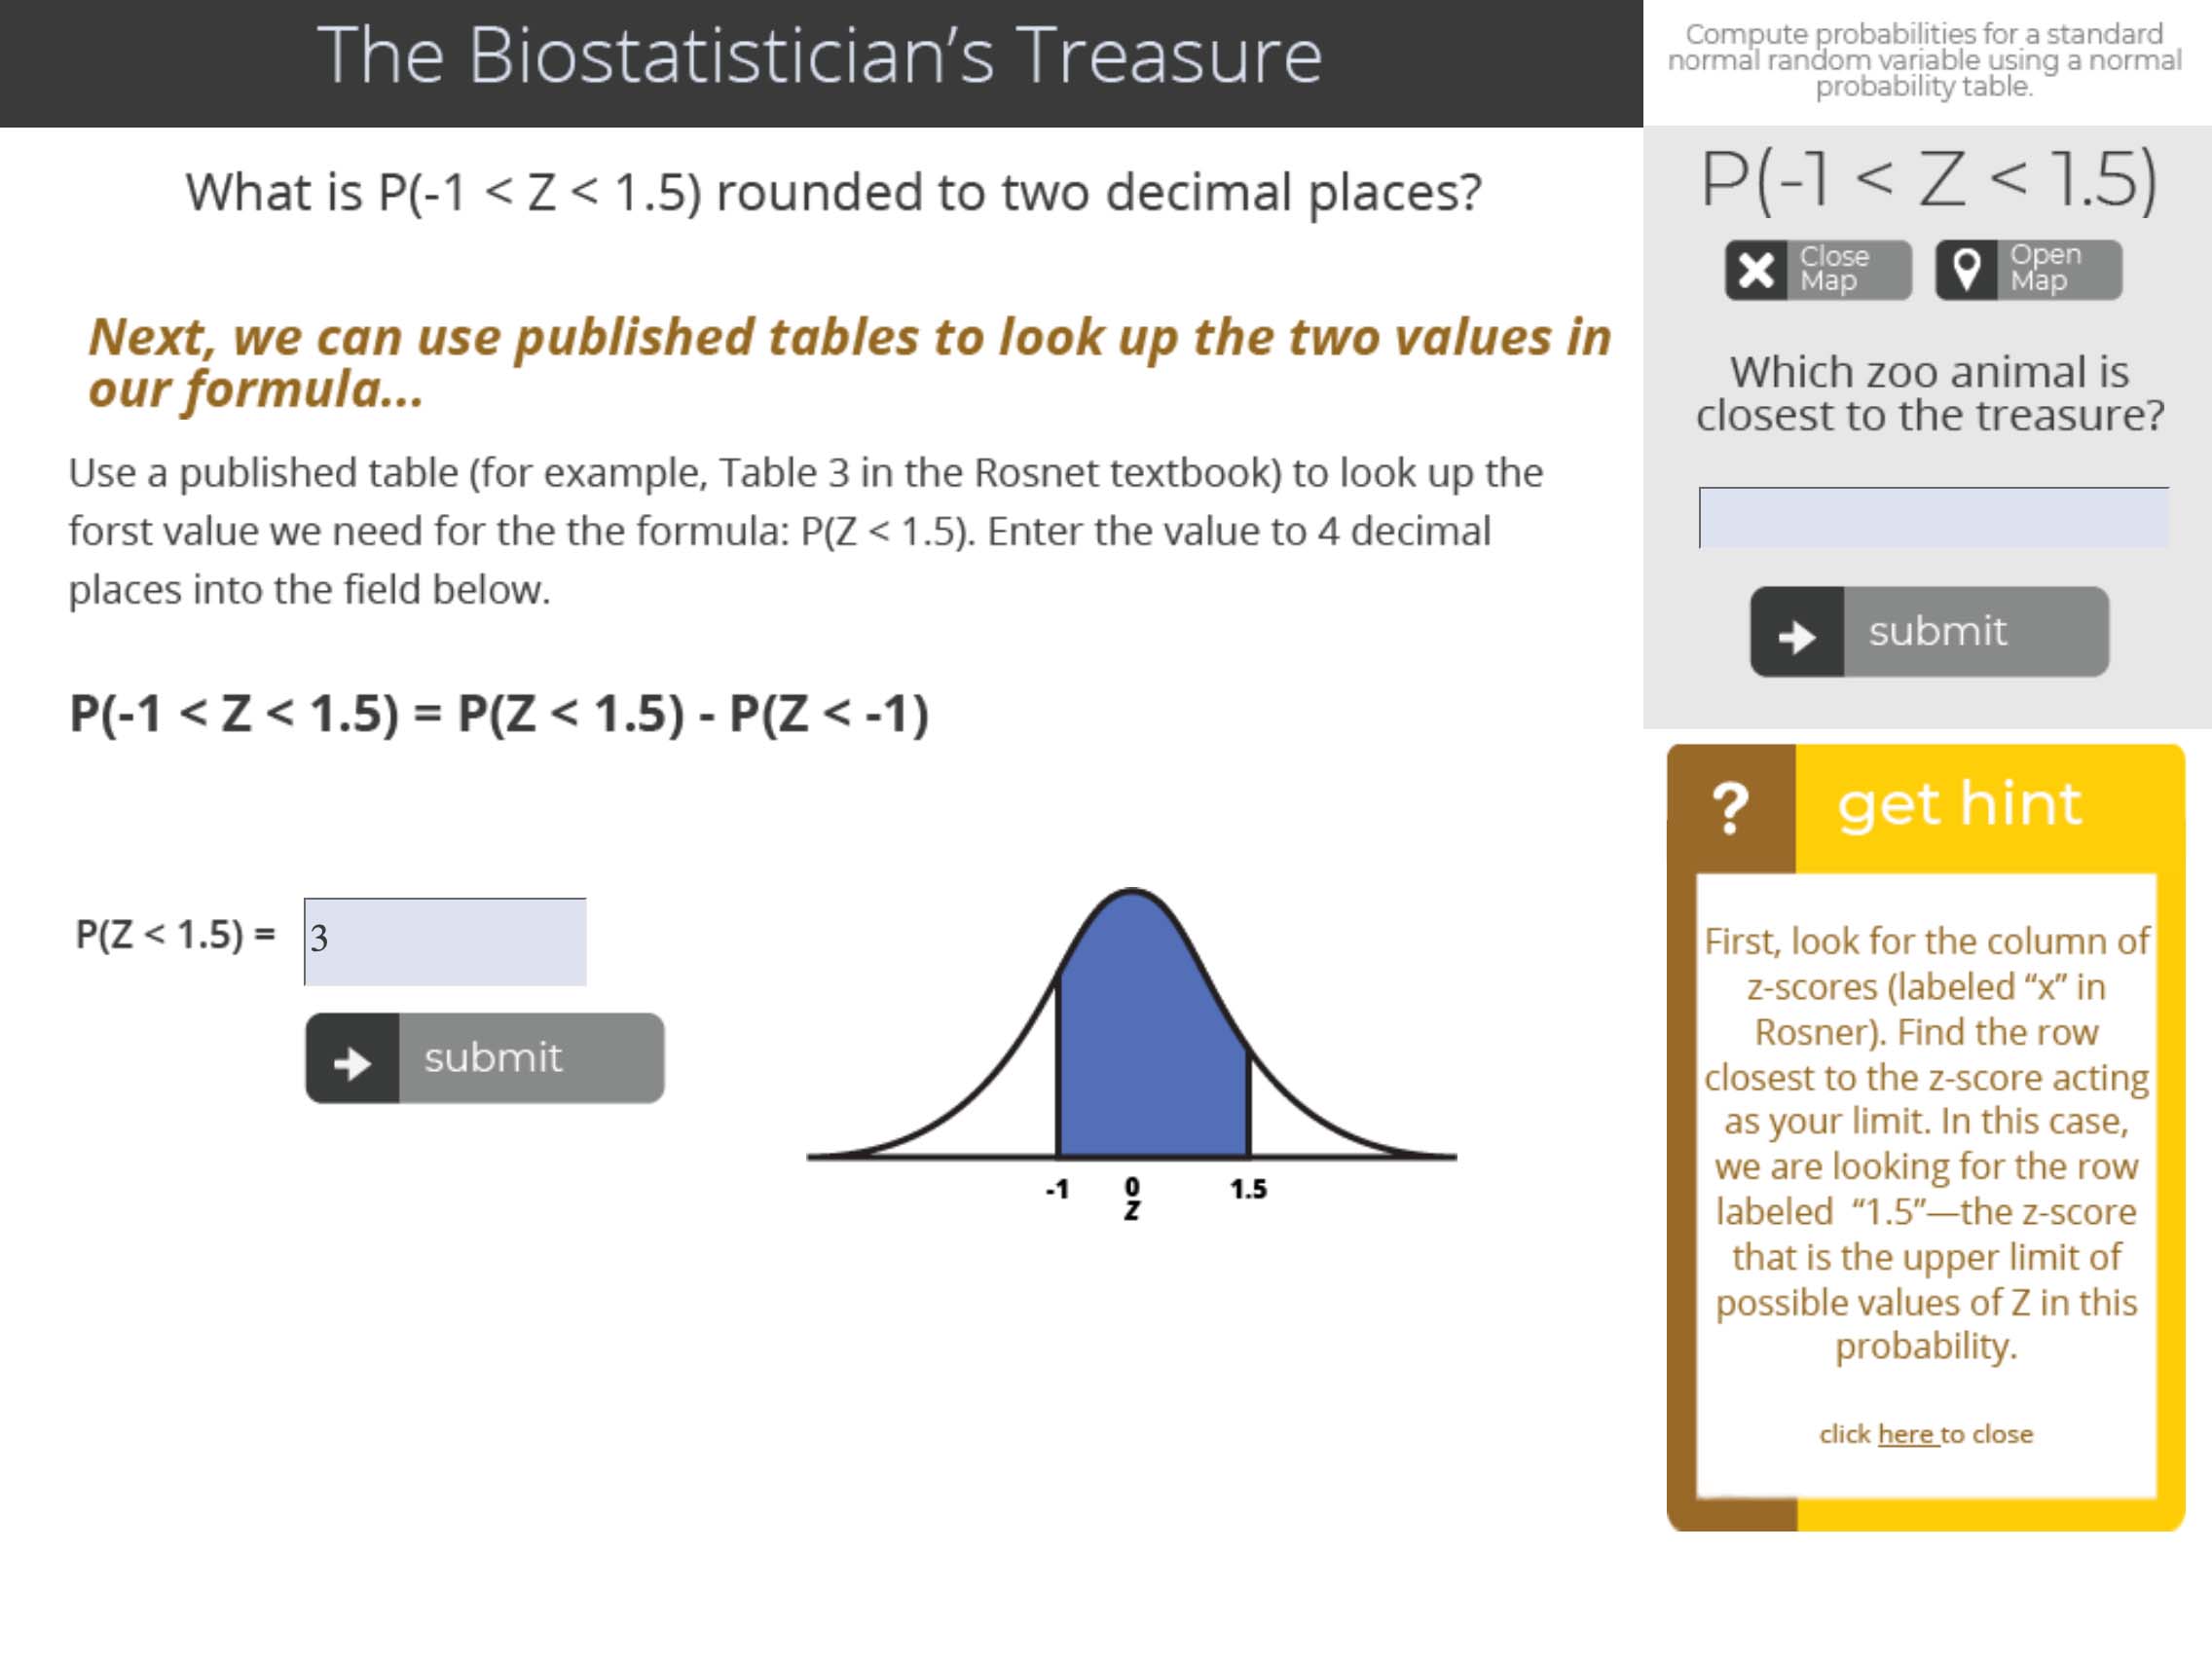 The Biostatistician’s Treasure
What is P(-1 < Z < 1.5) rounded to two decimal places?
Next, we can use published tables to look up the two values in
our formula...
Use a published table (for example, Table 3 in the Rosnet textbook) to look up the
forst value we need for the the formula: P(Z < 1.5). Enter the value to 4 decimal
places into the field below.
P(-1 < Z < 1.5) = P(Z < 1.5) - P(Z < -1)
P(Z < 1.5) =
3
submit
-1
0
1.5
Z
Compute probabilities for a standard
normal random variable using a normal
probability table.
P(-1 < Z < 1.5)
Close
Map
Open
Map
Which zoo animal is
closest to the treasure?
submit
? get hint
First, look for the column of
z-scores (labeled “x” in
Rosner). Find the row
closest to the z-score acting
as your limit. In this case,
we are looking for the row
labeled “1.5”—the z-score
that is the upper limit of
possible values of Z in this
probability.
click here to close